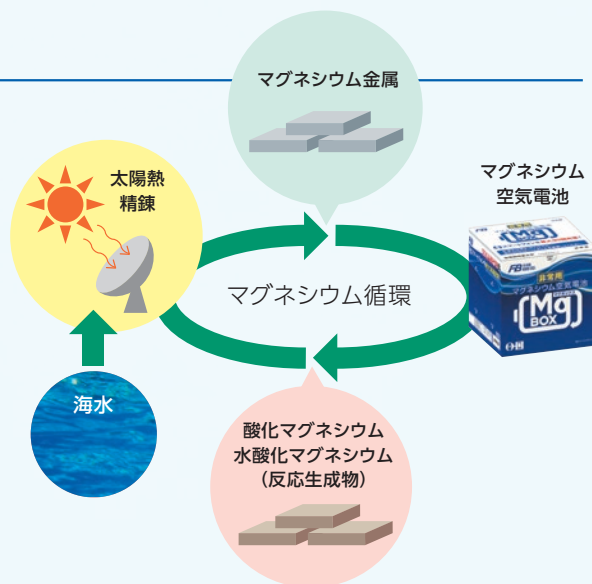 マグネシウム金属
太陽熱
精錬
マグネシウム
空気電池
マグネシウム循環
FB
非常用
マグネシウム空気電池
Mg
BOX
海水
酸化マグネシウム
水酸化マグネシウム
（反応生成物）